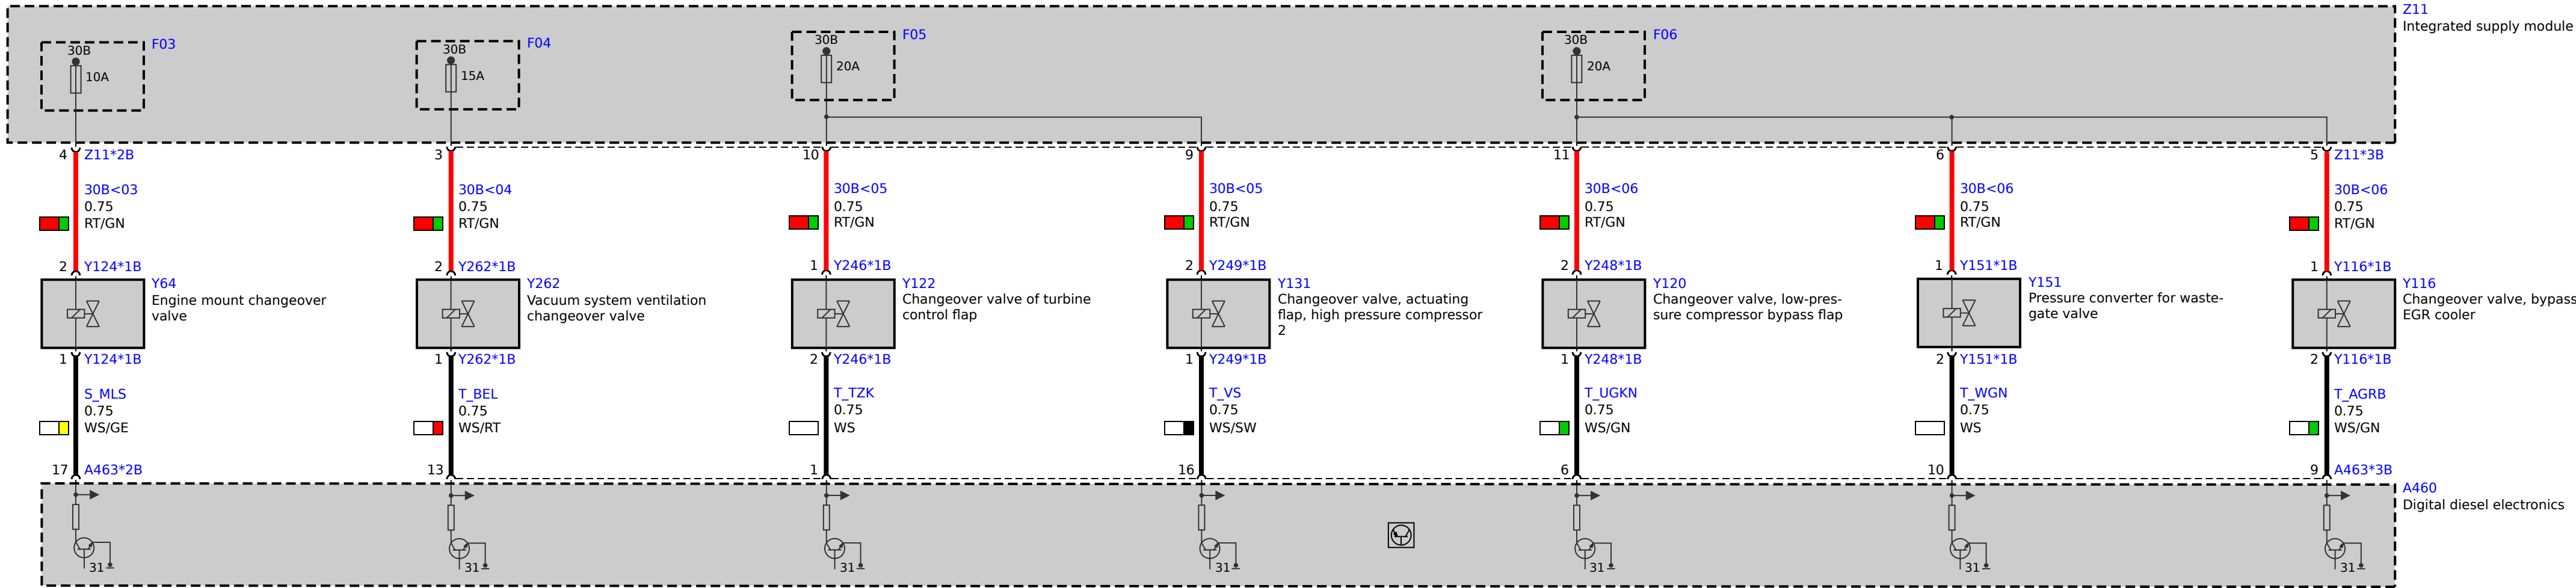 Z11
Integrated supply module
F03
30B
10A
F04
30B
15A
F05
30B
20A
F06
30B
20A
4 Z11*2B
3
10
9
11
6
5 Z11*3B
30B<03
0.75
RT/GN
30B<04
0.75
RT/GN
30B<05
0.75
RT/GN
30B<05
0.75
RT/GN
30B<06
0.75
RT/GN
30B<06
0.75
RT/GN
30B<06
0.75
RT/GN
2 Y124*1B
2 Y262*1B
1 Y246*1B
2 Y249*1B
2 Y248*1B
1 Y151*1B
1 Y116*1B
Y64
Engine mount changeover
valve
Y262
Vacuum system ventilation
changeover valve
Y122
Changeover valve of turbine
control flap
Y131
Changeover valve, actuating
flap, high pressure compressor
2
Y120
Changeover valve, low-pres-
sure compressor bypass flap
Y151
Pressure converter for waste-
gate valve
Y116
Changeover valve, bypass
EGR cooler
1 Y124*1B
1 Y262*1B
2 Y246*1B
1 Y249*1B
1 Y248*1B
2 Y151*1B
2 Y116*1B
S_MLS
0.75
WS/GE
T_BEL
0.75
WS/RT
T_TZK
0.75
WS
T_VS
0.75
WS/SW
T_UGKN
0.75
WS/GN
T_WGN
0.75
WS
T_AGRB
0.75
WS/GN
17 A463*2B
13
1
16
6
10
9 A463*3B
A460
Digital diesel electronics
31
31
31
31
31
31
31